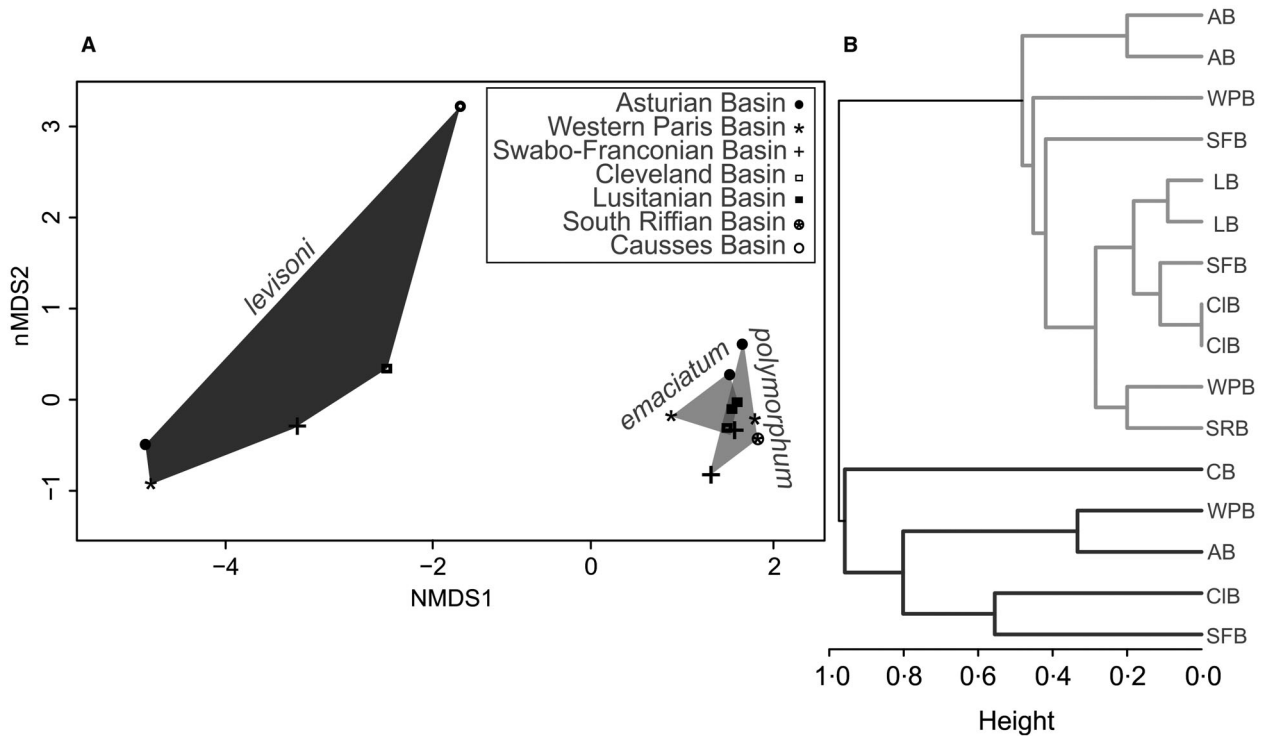 A
nMDS2
3
2
1
0
−1
levisoni
emaciatum
polymorphum
Asturian Basin
Western Paris Basin
Swabo-Franconian Basin
Cleveland Basin
Lusitanian Basin
South Riffian Basin
Causses Basin
−4
−2
0
2
NMDS1
B
AB
AB
WPB
SFB
LB
LB
SFB
ClB
ClB
WPB
SRB
CB
WPB
AB
ClB
SFB
1·0
0·8
0·6
0·4
0·2
0·0
Height